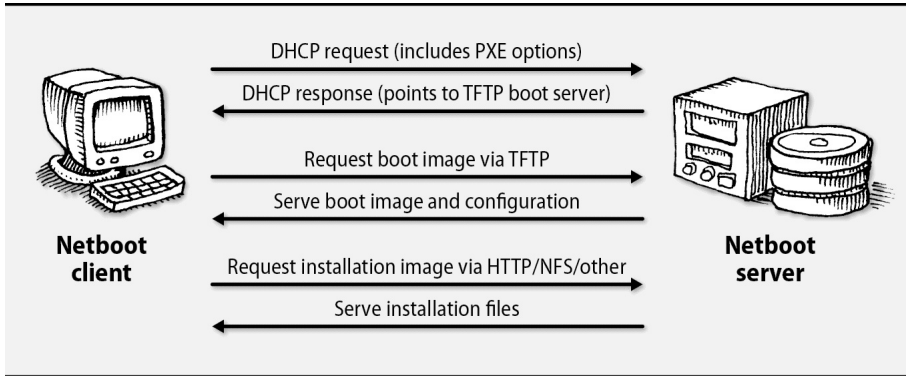 DHCP request (includes PXE options)
DHCP response (points to TFTP boot server)
Request boot image via TFTP
Serve boot image and configuration
Netboot
client
Netboot
server
Request installation image via HTTP/NFS/other
Serve installation files